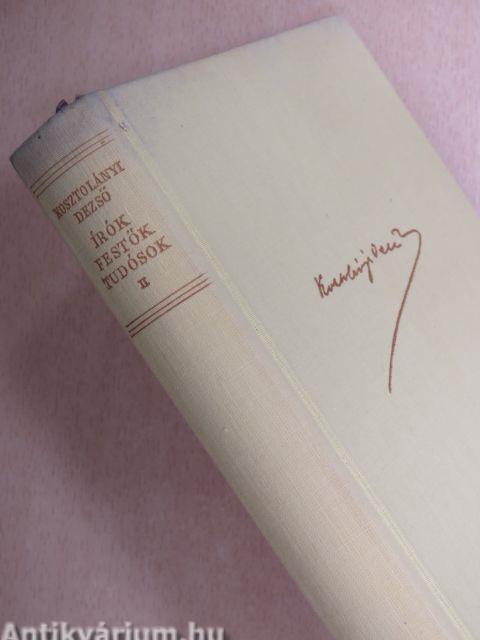 KOSZTOLÁNYI
DEZSŐ
ÍRÓK
FESTŐK
TUDÓSOK
II.
Kosztolányi Dezső
Antikvárium.hu